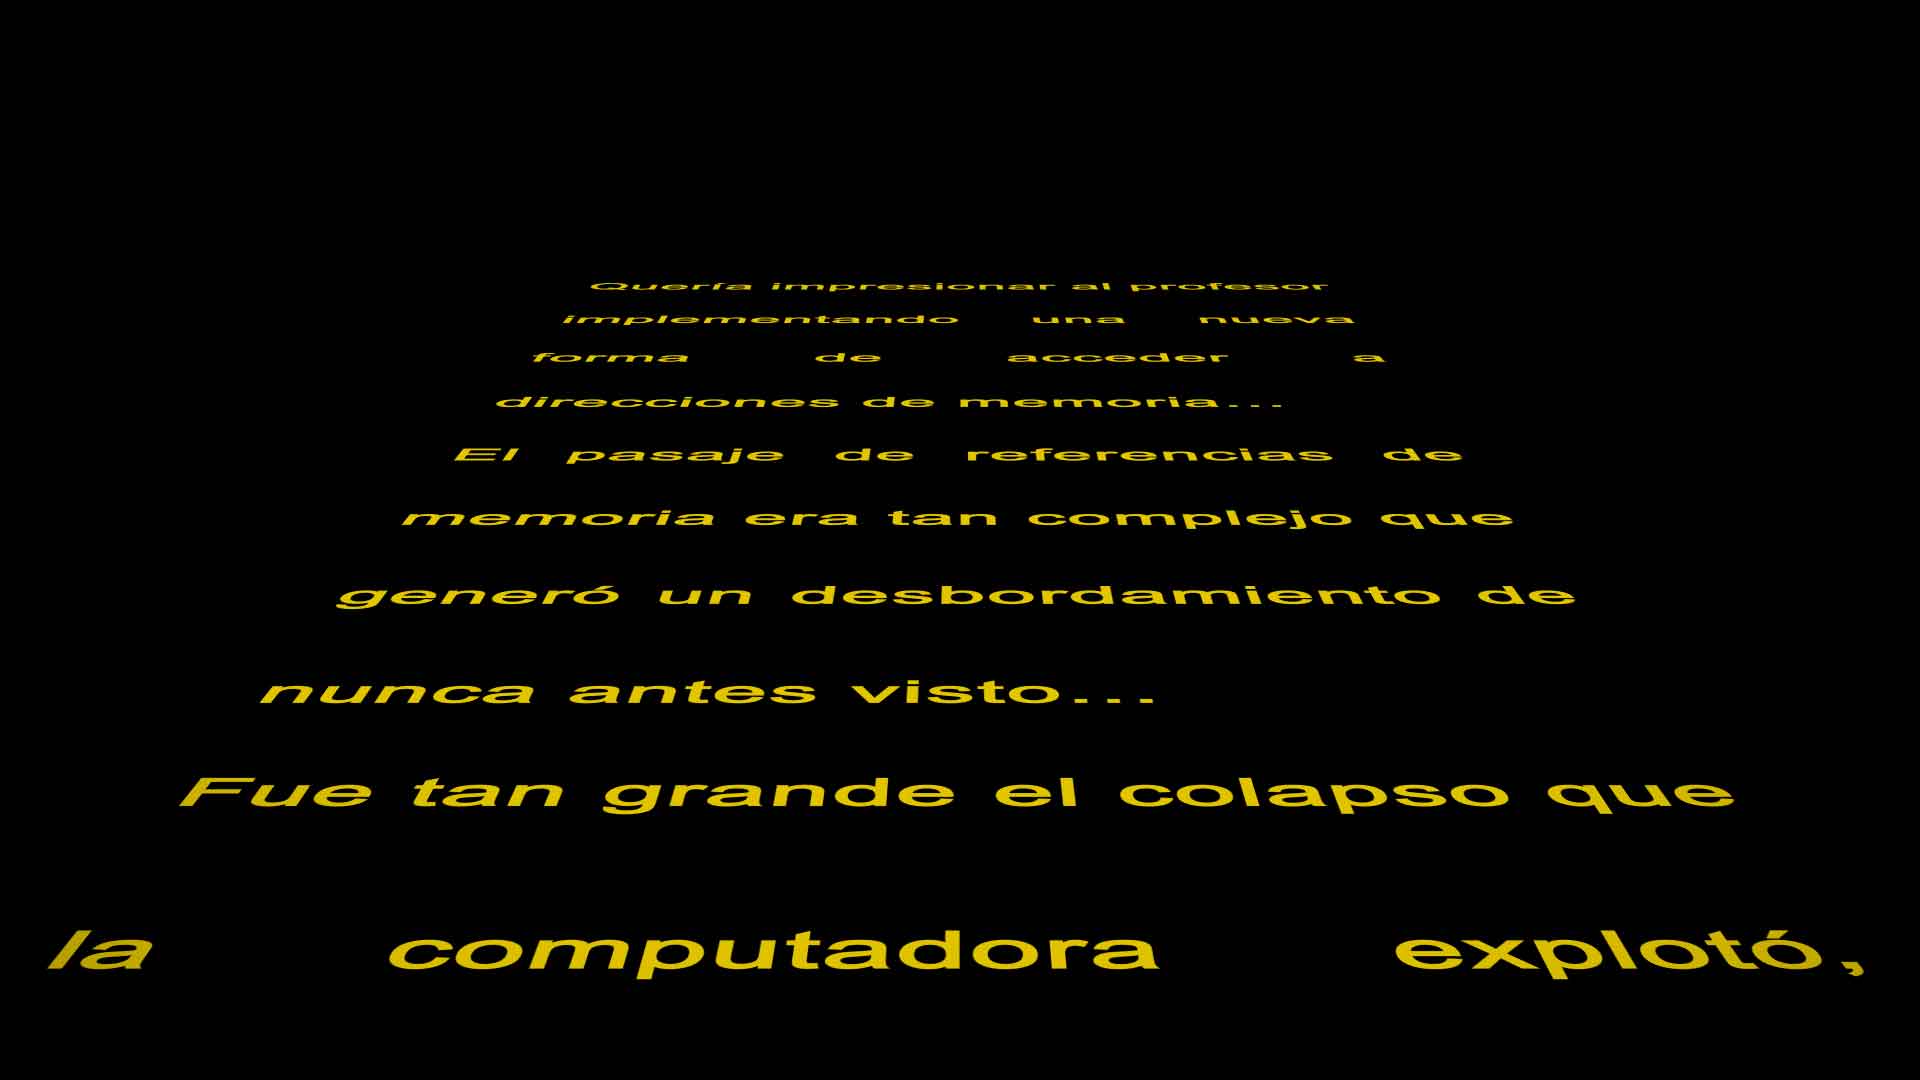 Quería impresionar al profesor
implementando una nueva
forma de acceder a
direcciones de memoria...
El pasaje de referencias de
memoria era tan complejo que
generó un desbordamiento de
nunca antes visto...
Fue tan grande el colapso que
la computadora explotó,